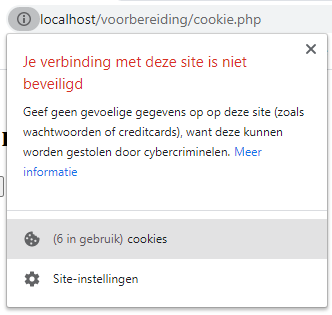 localhost/voorbereiding/cookie.php
Je verbinding met deze site is niet
beveiligd
Geef geen gevoelige gegevens op op deze site (zoals
wachtwoorden of creditcards), want deze kunnen
worden gestolen door cybercriminelen. Meer
informatie
(6 in gebruik) cookies
Site-instellingen